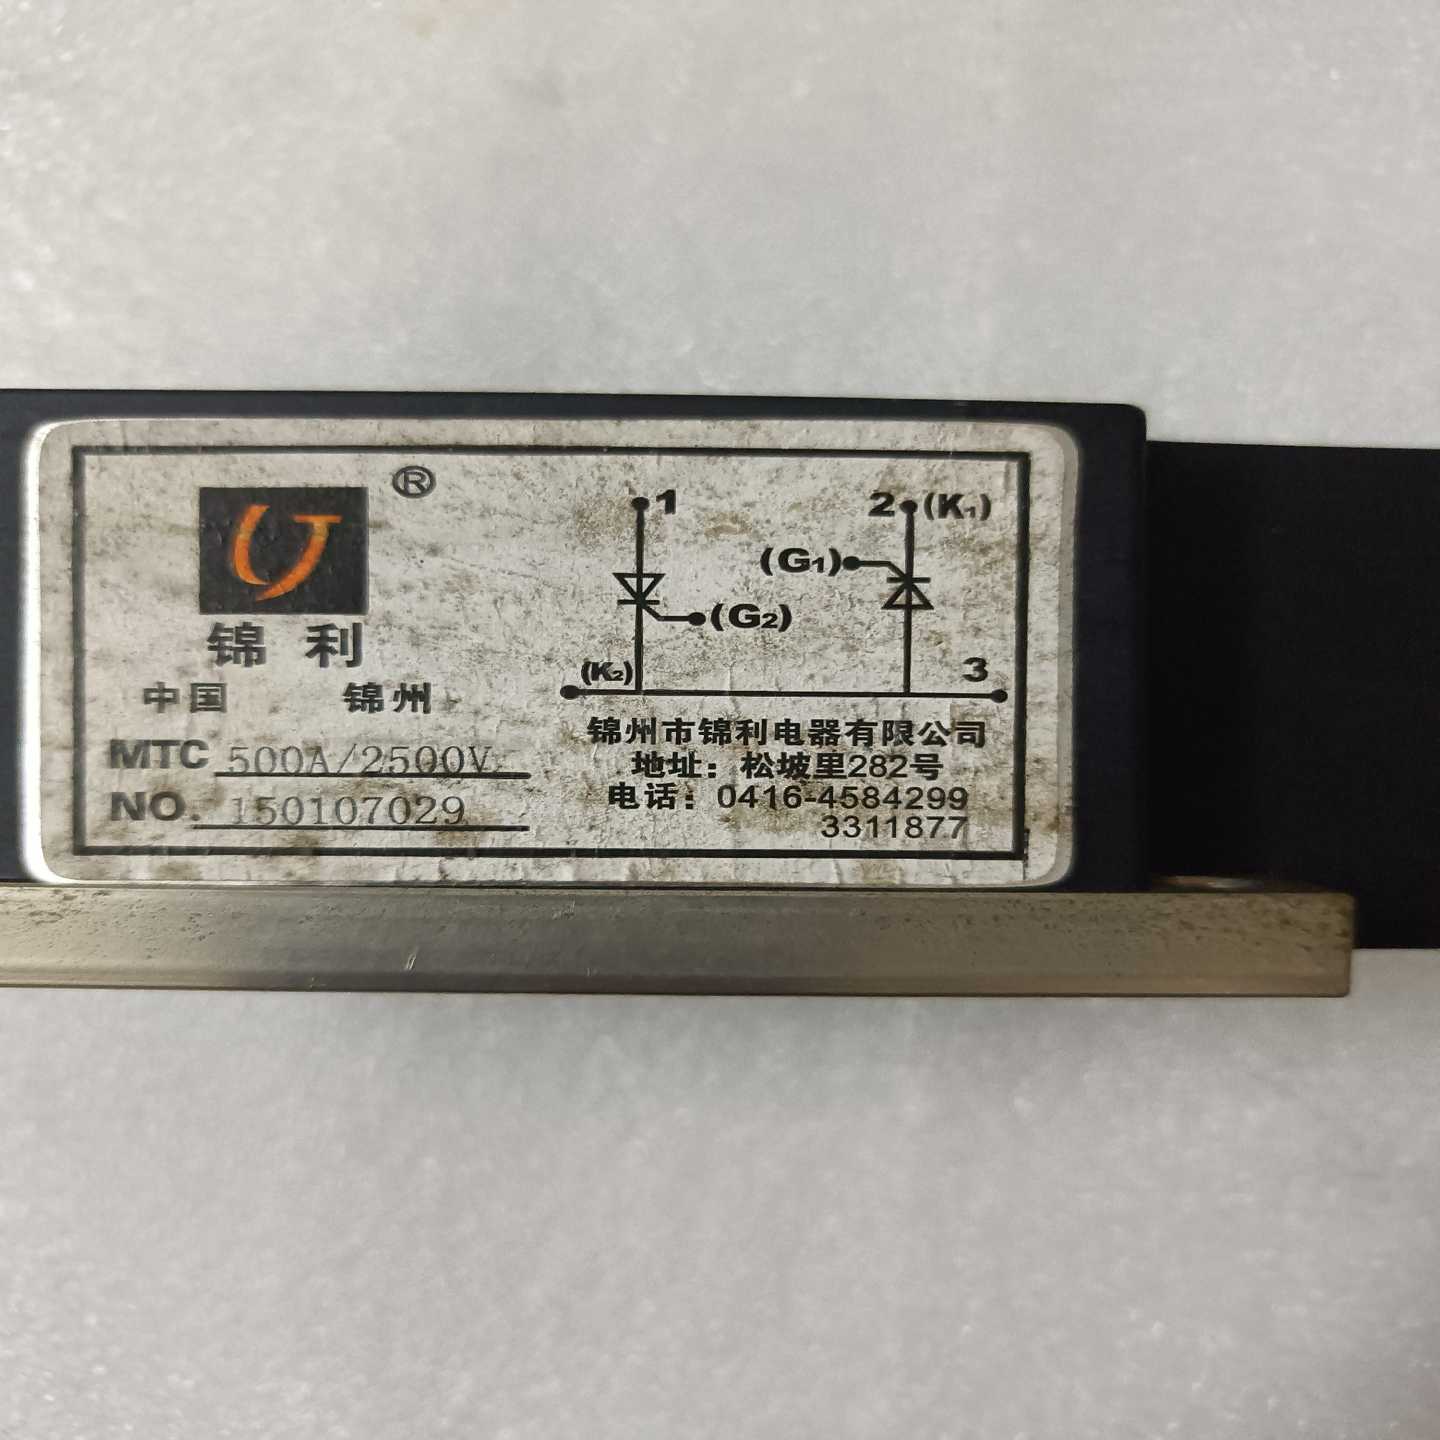 ®
锦利
中国 锦州
MTC 500A/2500V
NO. 150107029
1
2 (K₁)
(G₁)
(G₂)
(K₂)
3
锦州市锦利电器有限公司
地址：松坡里282号
电话：0416-4584299
3311877